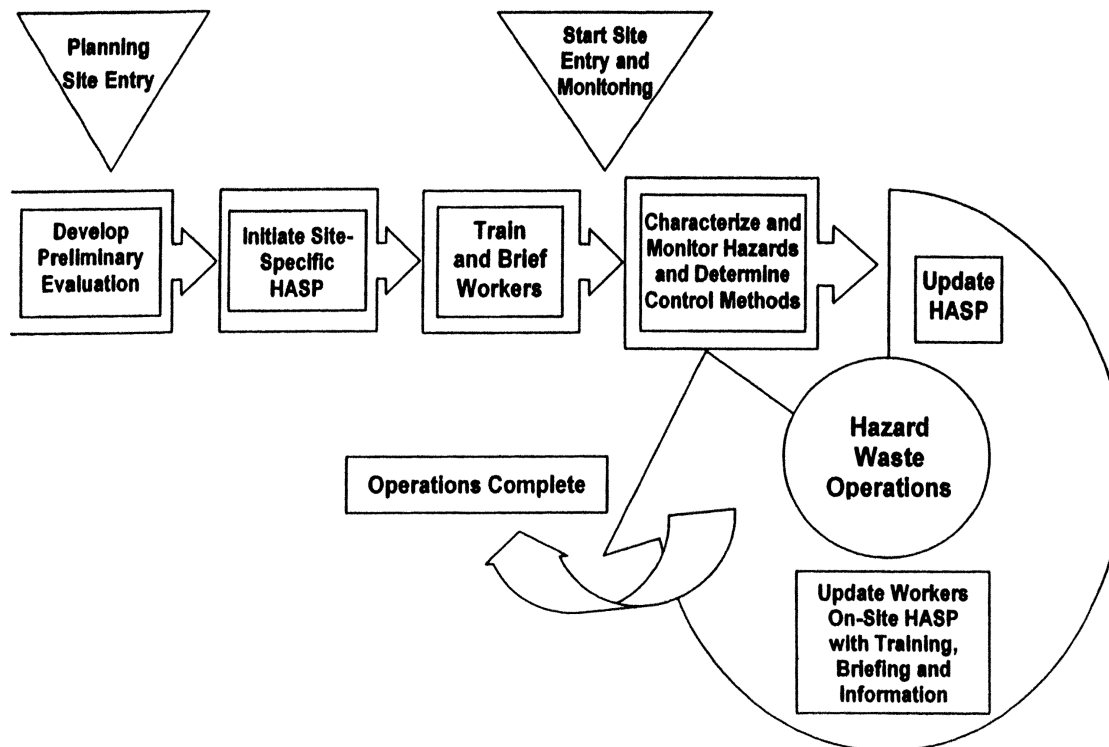 Planning
Site Entry
Start Site
Entry and
Monitoring
Develop
Preliminary
Evaluation
Initiate Site-
Specific
HASP
Train
and Brief
Workers
Characterize and
Monitor Hazards
and Determine
Control Methods
Update
HASP
Hazard
Waste
Operations
Operations Complete
Update Workers
On-Site HASP
with Training,
Briefing and
Information